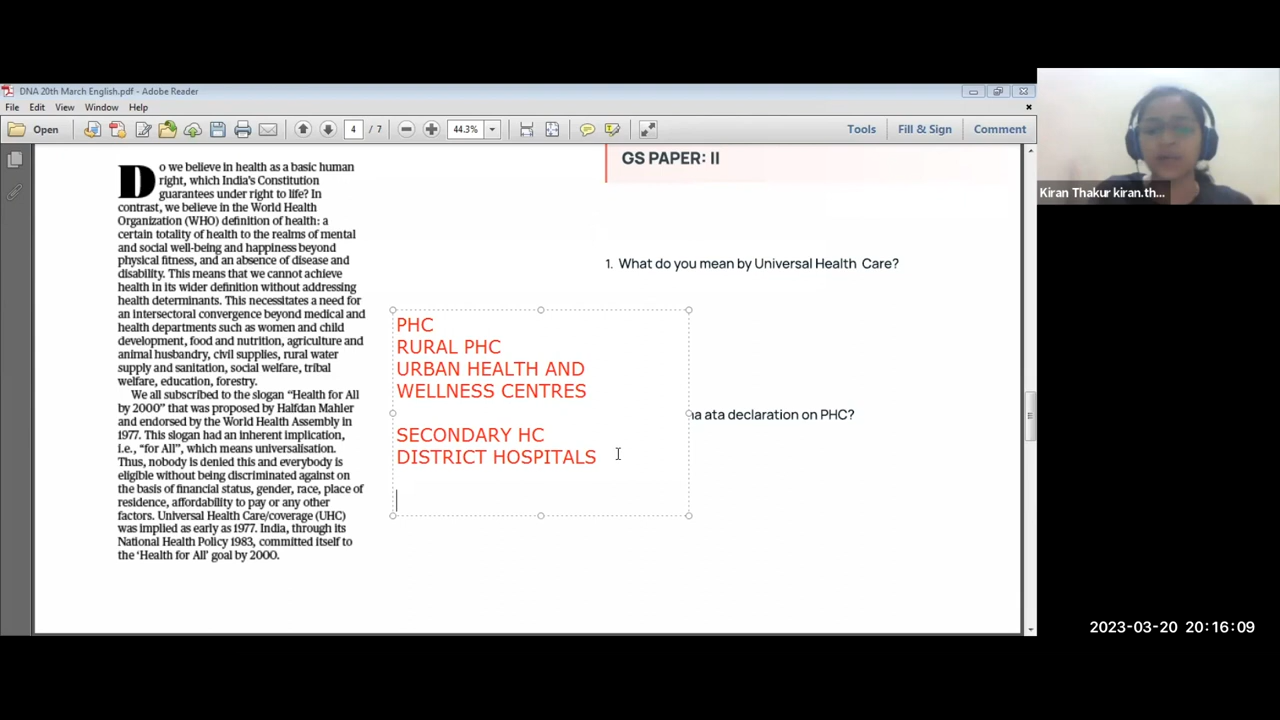 DNA 20th March English.pdf - Adobe Reader
File Edit View Window Help
Open 4 / 7 44.3% Tools Fill & Sign Comment
Do we believe in health as a basic human
right, which India's Constitution
guarantees under right to life? In
contrast, we believe in the World Health
Organization (WHO) definition of health: a
certain totality of health to the realms of mental
and social well-being and happiness beyond
physical fitness, and an absence of disease and
disability. This means that we cannot achieve
health in its wider definition without addressing
health determinants. This necessitates a need for
an intersectoral convergence beyond medical and
health departments such as women and child
development, food and nutrition, agriculture and
animal husbandry, civil supplies, rural water
supply and sanitation, social welfare, tribal
welfare, education, forestry.
We all subscribed to the slogan “Health for All
by 2000” that was proposed by Halfdan Mahler
and endorsed by the World Health Assembly in
1977. This slogan had an inherent implication,
i.e., “for All”, which means universalisation.
Thus, nobody is denied this and everybody is
eligible without being discriminated against on
the basis of financial status, gender, race, place of
residence, affordability to pay or any other
factors. Universal Health Care/coverage (UHC)
was implied as early as 1977. India, through its
National Health Policy 1983, committed itself to
the ‘Health for All’ goal by 2000.
GS PAPER: II
1. What do you mean by Universal Health Care?
PHC
RURAL PHC
URBAN HEALTH AND
WELLNESS CENTRES
SECONDARY HC
DISTRICT HOSPITALS
ata declaration on PHC?
Kiran Thakur kiran.th...
2023-03-20 20:16:09